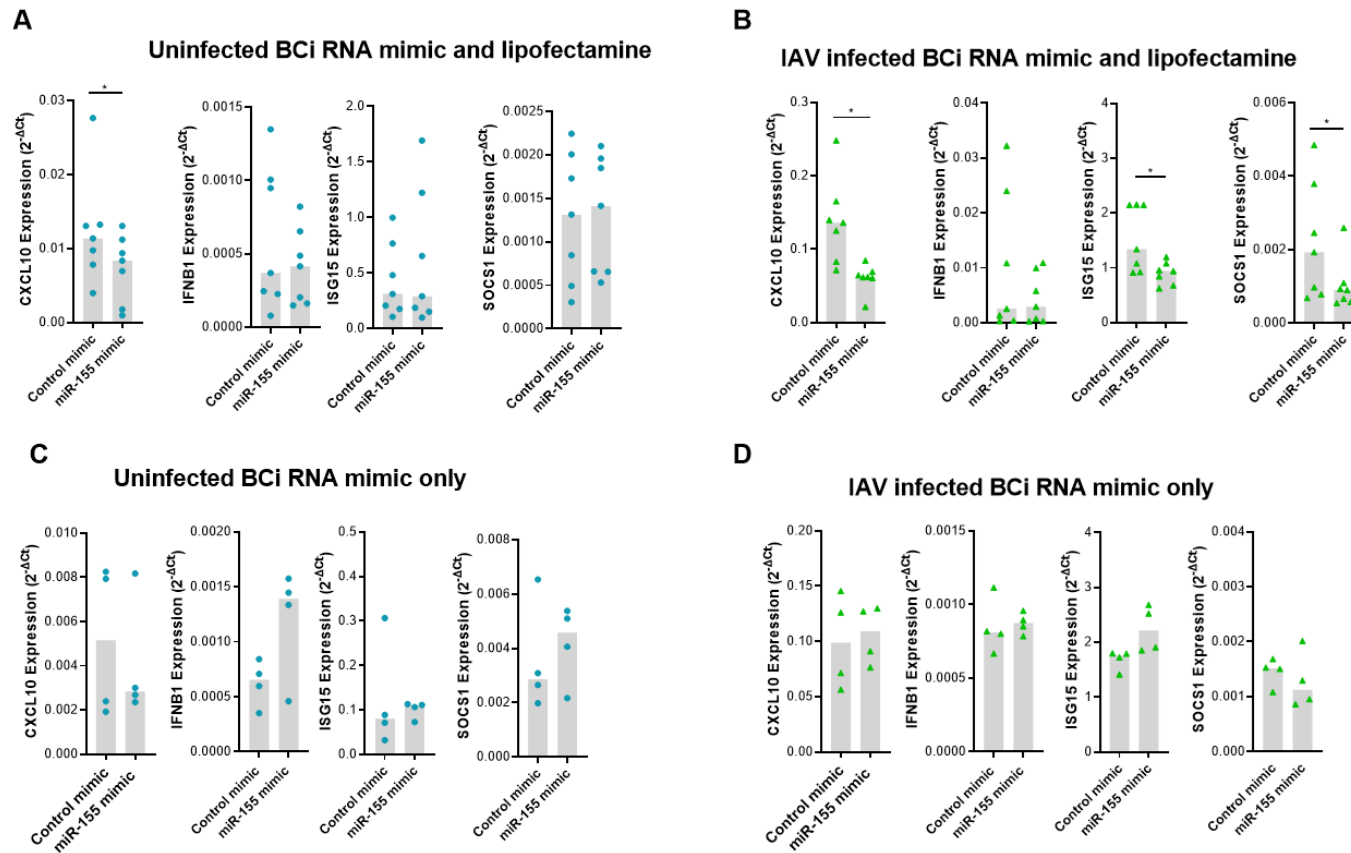 A
Uninfected BCi RNA mimic and lipofectamine
CXCL10 Expression (2^-ΔCt)
0.03
0.02
0.01
0.00
*
Control mimic
miR-155 mimic
IFNB1 Expression (2^-ΔCt)
0.0015
0.0010
0.0005
0.0000
Control mimic
miR-155 mimic
ISG15 Expression (2^-ΔCt)
2.0
1.5
1.0
0.5
0.0
Control mimic
miR-155 mimic
SOCS1 Expression (2^-ΔCt)
0.0025
0.0020
0.0015
0.0010
0.0005
0.0000
Control mimic
miR-155 mimic
B
IAV infected BCi RNA mimic and lipofectamine
CXCL10 Expression (2^-ΔCt)
0.3
0.2
0.1
0.0
*
Control mimic
miR-155 mimic
IFNB1 Expression (2^-ΔCt)
0.04
0.03
0.02
0.01
0.00
Control mimic
miR-155 mimic
ISG15 Expression (2^-ΔCt)
4
3
2
1
0
*
Control mimic
miR-155 mimic
SOCS1 Expression (2^-ΔCt)
0.006
0.004
0.002
0.000
*
Control mimic
miR-155 mimic
C
Uninfected BCi RNA mimic only
CXCL10 Expression (2^-ΔCt)
0.010
0.008
0.006
0.004
0.002
0.000
Control mimic
miR-155 mimic
IFNB1 Expression (2^-ΔCt)
0.0020
0.0015
0.0010
0.0005
0.0000
Control mimic
miR-155 mimic
ISG15 Expression (2^-ΔCt)
0.5
0.4
0.3
0.2
0.1
0.0
Control mimic
miR-155 mimic
SOCS1 Expression (2^-ΔCt)
0.008
0.006
0.004
0.002
0.000
Control mimic
miR-155 mimic
D
IAV infected BCi RNA mimic only
CXCL10 Expression (2^-ΔCt)
0.20
0.15
0.10
0.05
0.00
Control mimic
miR-155 mimic
IFNB1 Expression (2^-ΔCt)
0.0015
0.0010
0.0005
0.0000
Control mimic
miR-155 mimic
ISG15 Expression (2^-ΔCt)
4
3
2
1
0
Control mimic
miR-155 mimic
SOCS1 Expression (2^-ΔCt)
0.004
0.003
0.002
0.001
0.000
Control mimic
miR-155 mimic